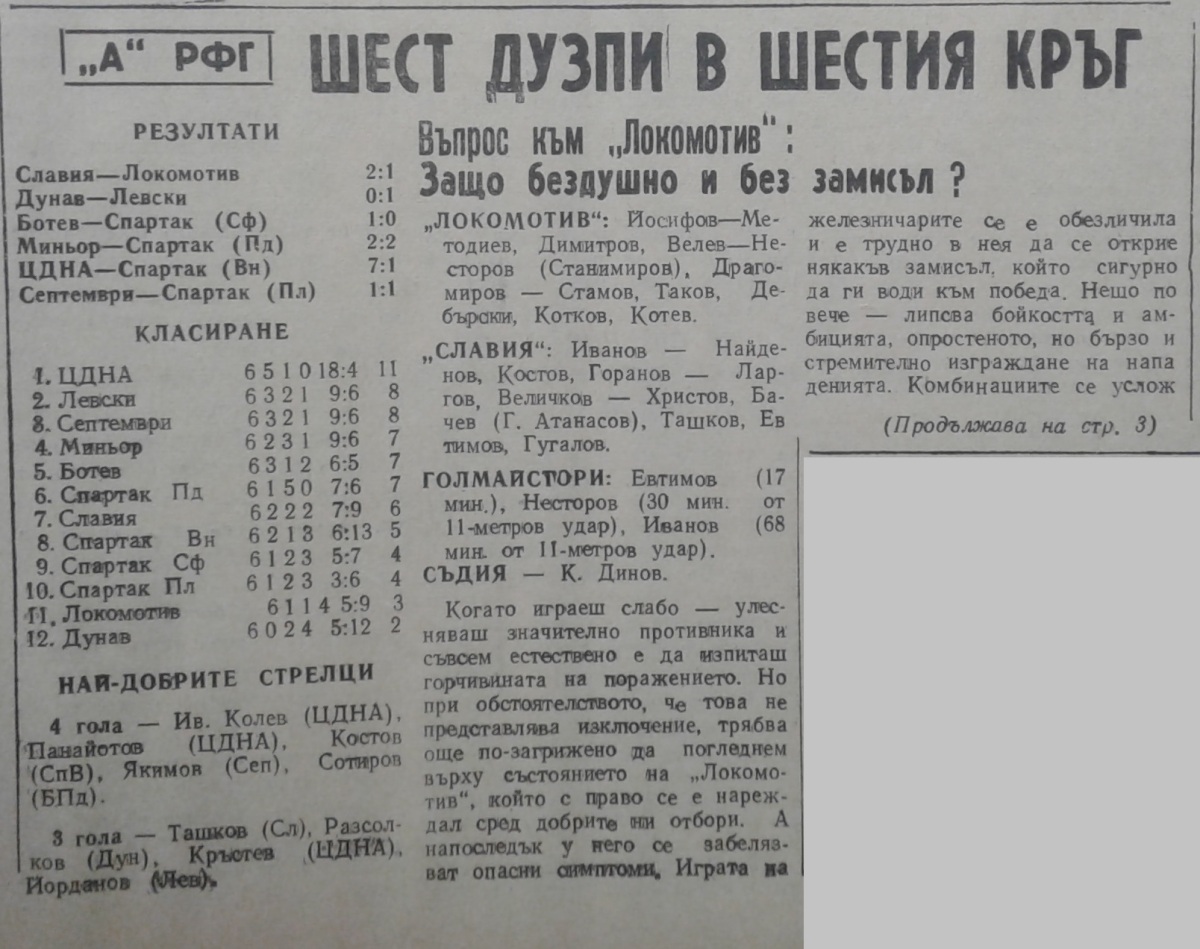 „А“ РФГ
ШЕСТ ДУЗПИ В ШЕСТИЯ КРЪГ
РЕЗУЛТАТИ
Славия—Локомотив 2:1
Дунав—Левски 0:1
Ботев—Спартак (Сф) 1:0
Миньор—Спартак (Пд) 2:2
ЦДНА—Спартак (Вн) 7:1
Септември—Спартак (Пл) 1:1
КЛАСИРАНЕ
1. ЦДНА 6 5 1 0 18:4 11
2. Левски 6 3 2 1 9:6 8
3. Септември 6 3 2 1 9:6 8
4. Миньор 6 2 3 1 9:6 7
5. Ботев 6 3 1 2 6:5 7
6. Спартак Пд 6 1 5 0 7:6 7
7. Славия 6 2 2 2 7:9 6
8. Спартак Вн 6 2 1 3 6:13 5
9. Спартак Сф 6 1 2 3 5:7 4
10. Спартак Пл 6 1 2 3 3:6 4
11. Локомотив 6 1 1 4 5:9 3
12. Дунав 6 0 2 4 5:12 2
НАЙ-ДОБРИТЕ СТРЕЛЦИ
4 гола — Ив. Колев (ЦДНА),
Панайотов (ЦДНА), Костов
(СпВ), Якимов (Сеп), Сотиров
(БПд).
3 гола — Ташков (Сл), Разсол-
ков (Дун), Кръстев (ЦДНА),
Йорданов (Лев).
Въпрос към „Локомотив“:
Защо бездушно и без замисъл?
„ЛОКОМОТИВ“: Йосифов—Ме-
тодиев, Димитров, Велев—Не-
сторов (Станимиров), Драго-
миров — Стамов, Таков, Де-
бърски, Котков, Котев.
„СЛАВИЯ“: Иванов — Найде-
нов, Костов, Горанов — Лар-
гов, Величков — Христов, Ба-
чев (Г. Атанасов), Ташков, Ев
тимов, Гугалов.
ГОЛМАЙСТОРИ: Евтимов (17
мин.), Несторов (30 мин. от
11-метров удар), Иванов (68
мин. от 11-метров удар).
СЪДИЯ — К. Динов.
Когато играеш слабо — улес-
няваш значително противника и
съвсем естествено е да изпиташ
горчивината на поражението. Но
при обстоятелството, че това не
представлява изключение, трябва
още по-загрижено да погледнем
върху състоянието на „Локомо-
тив“, който с право се е нареж-
дал сред добрите ни отбори. А
напоследък у него се забеляз-
ват опасни симптоми. Играта на
железничарите се е обезличила
и е трудно в нея да се открие
някакъв замисъл, който сигурно
да ги води към победа. Нещо по
вече — липсва бойкостта и ам-
бицията, опростеното, но бързо и
стремително изграждане на напа
денията. Комбинациите се услож
(Продължава на стр. 3)